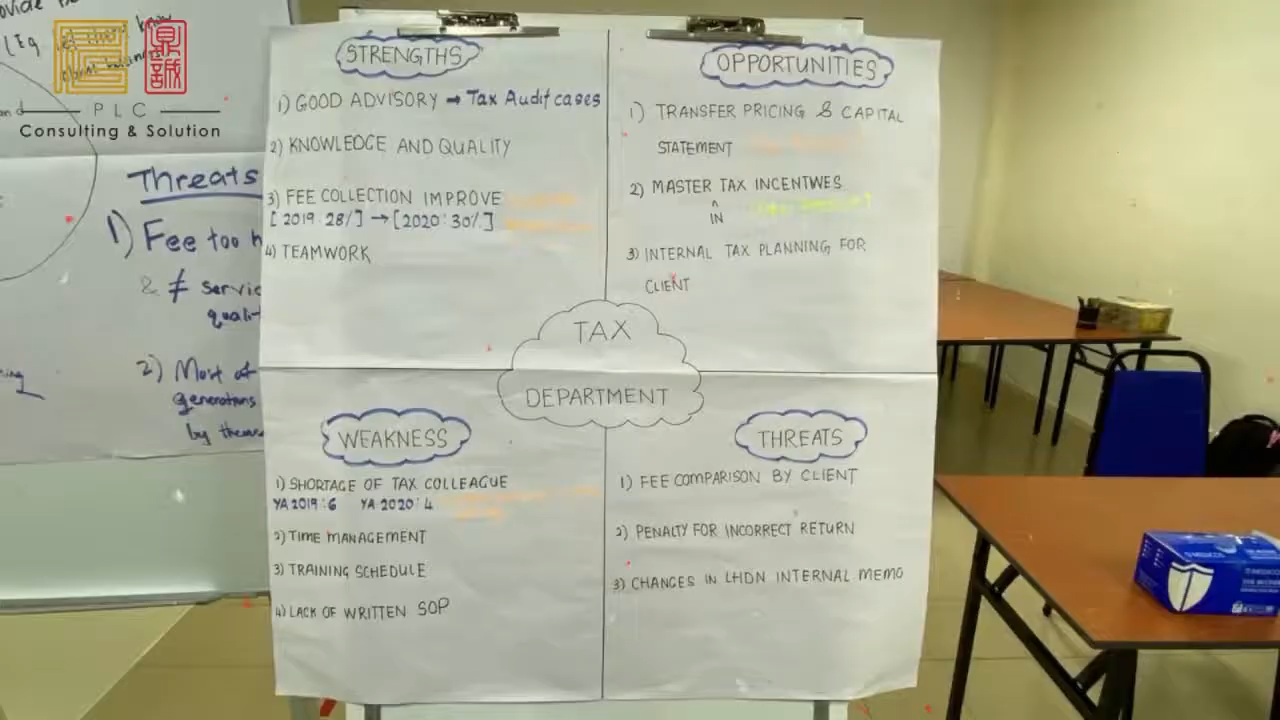 鼎
誠
PLC
Consulting & Solution
Threats
1) Fee too
& ≠
2) Most of
generations
STRENGTHS
1) GOOD ADVISORY → Tax Audit cases
2) KNOWLEDGE AND QUALITY
3) FEE COLLECTION IMPROVE
[2019: 28%] → [2020: 30%]
4) TEAMWORK
OPPORTUNITIES
1) TRANSFER PRICING & CAPITAL
STATEMENT
2) MASTER TAX INCENTIVES
^
IN
3) INTERNAL TAX PLANNING FOR
CLIENT
TAX
DEPARTMENT
WEAKNESS
1) SHORTAGE OF TAX COLLEAGUE
YA 2019: 6 YA 2020: 4
2) TIME MANAGEMENT
3) TRAINING SCHEDULE
4) LACK OF WRITTEN SOP
THREATS
1) FEE COMPARISON BY CLIENT
2) PENALTY FOR INCORRECT RETURN
3) CHANGES IN LHDN INTERNAL MEMO